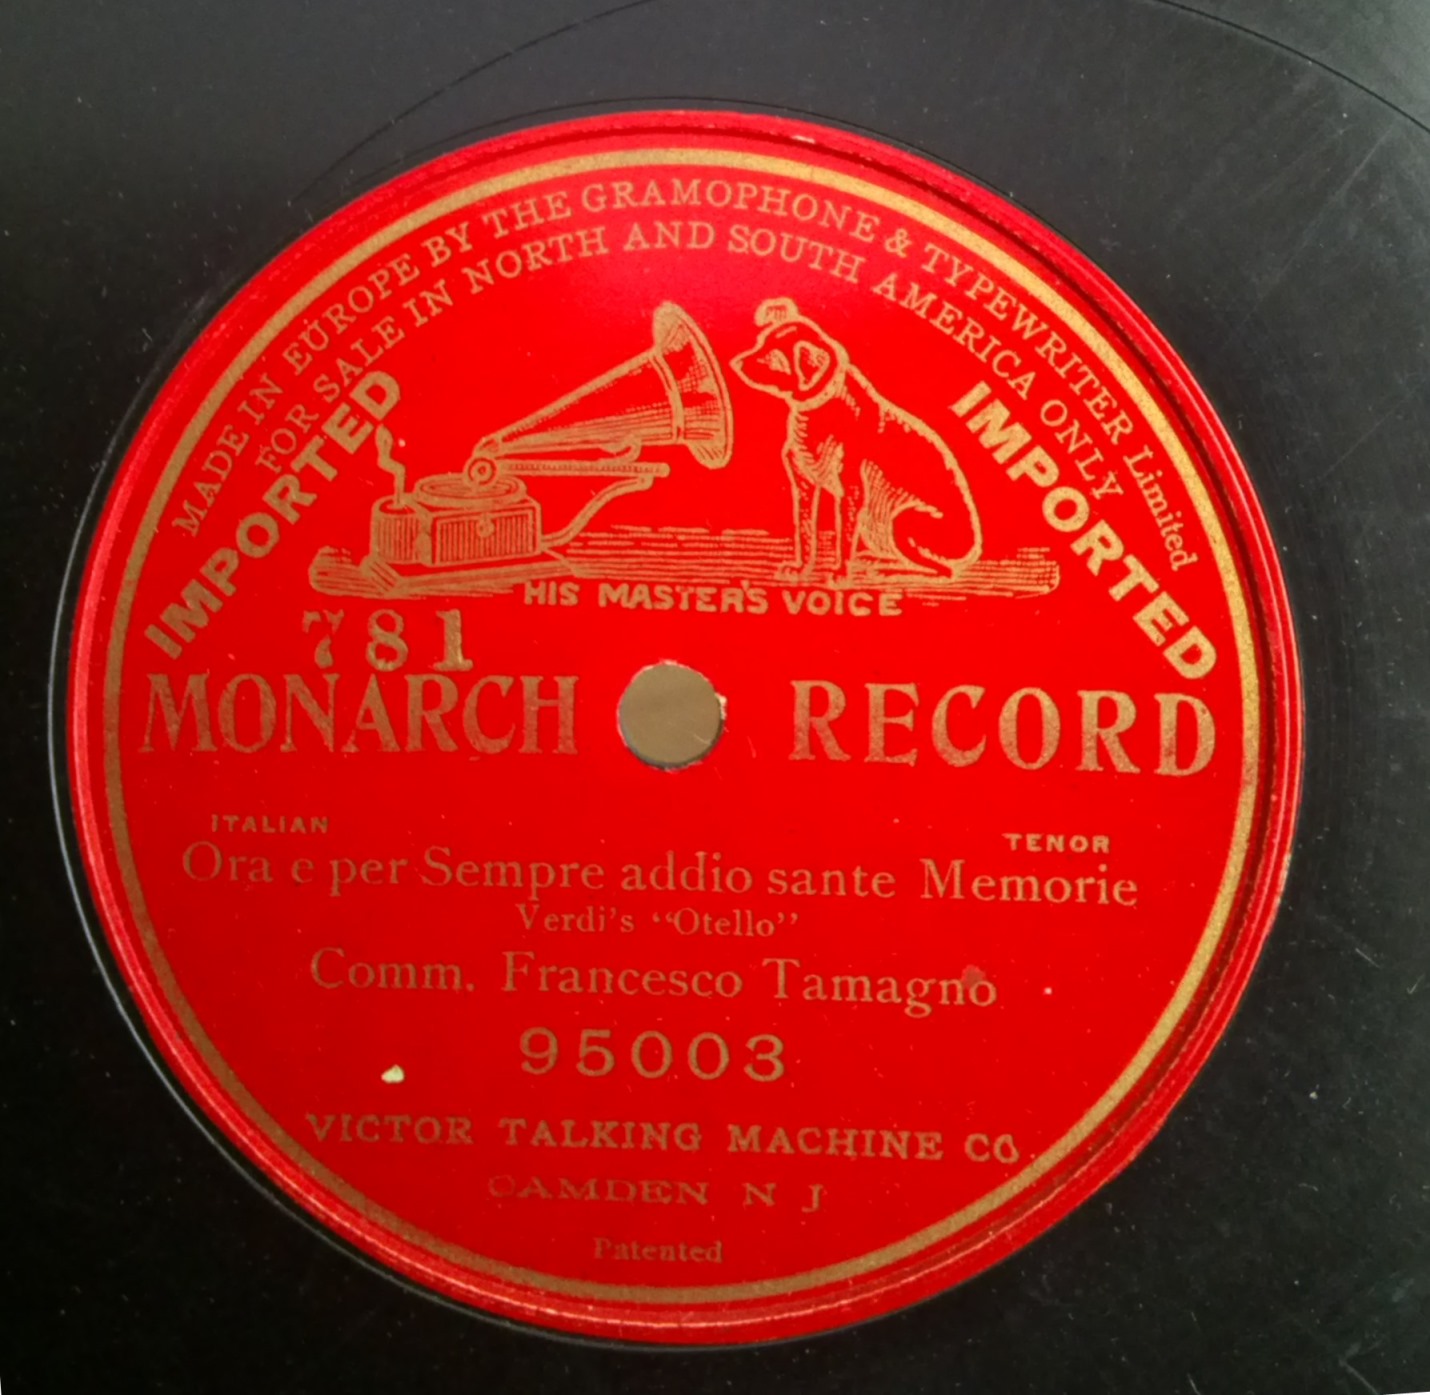 MADE IN EUROPE BY THE GRAMOPHONE & TYPEWRITER Limited
FOR SALE IN NORTH AND SOUTH AMERICA ONLY
IMPORTED
IMPORTED
HIS MASTER'S VOICE
781
MONARCH RECORD
ITALIAN TENOR
Ora e per Sempre addio sante Memorie
Verdi's "Otello"
Comm. Francesco Tamagno
95003
VICTOR TALKING MACHINE CO
CAMDEN N J
Patented